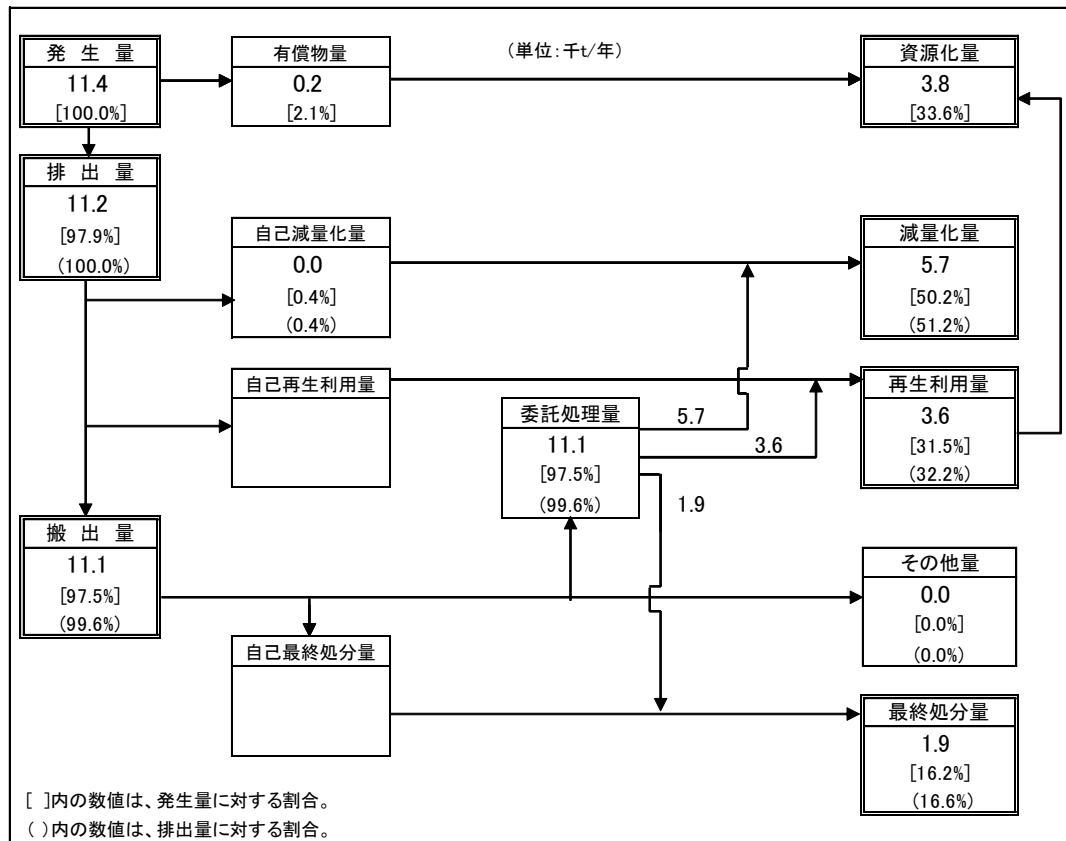 発 生 量
11.4
[100.0%]
有償物量
0.2
[2.1%]
(単位:千t/年)
資源化量
3.8
[33.6%]
排 出 量
11.2
[97.9%]
(100.0%)
自己減量化量
0.0
[0.4%]
(0.4%)
減量化量
5.7
[50.2%]
(51.2%)
自己再生利用量
委託処理量
11.1
[97.5%]
(99.6%)
5.7
3.6
1.9
再生利用量
3.6
[31.5%]
(32.2%)
搬 出 量
11.1
[97.5%]
(99.6%)
その他量
0.0
[0.0%]
(0.0%)
自己最終処分量
最終処分量
1.9
[16.2%]
(16.6%)
[ ]内の数値は、発生量に対する割合。
( )内の数値は、排出量に対する割合。